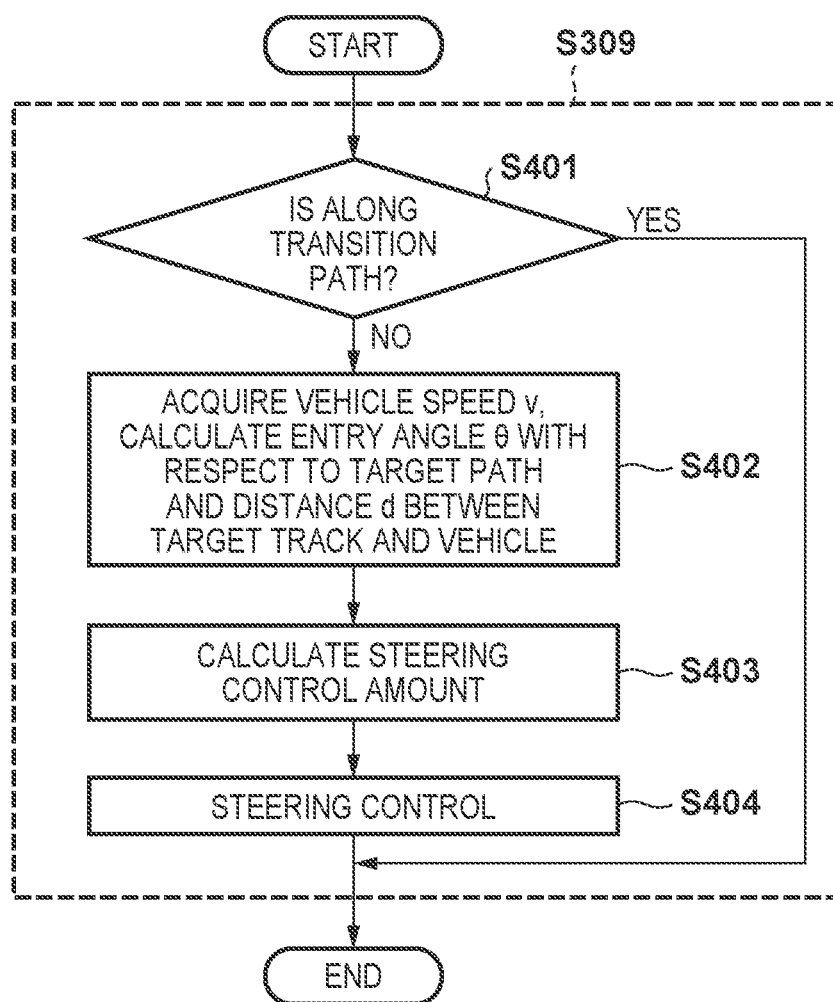 START
S309
S401
IS ALONG
TRANSITION
PATH?
YES
NO
ACQUIRE VEHICLE SPEED v,
CALCULATE ENTRY ANGLE θ WITH
RESPECT TO TARGET PATH
AND DISTANCE d BETWEEN
TARGET TRACK AND VEHICLE
S402
CALCULATE STEERING
CONTROL AMOUNT
S403
STEERING CONTROL
S404
END